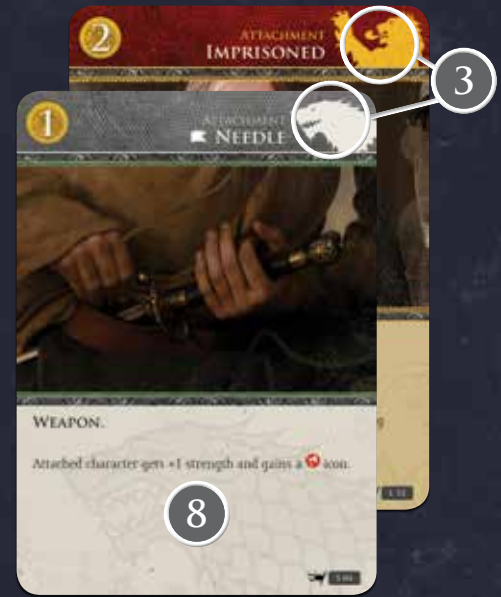 2
ATTACHMENT
IMPRISONED
3
1
ATTACHMENT
NEEDLE
WEAPON.
Attached character gets +1 strength and gains a icon.
8